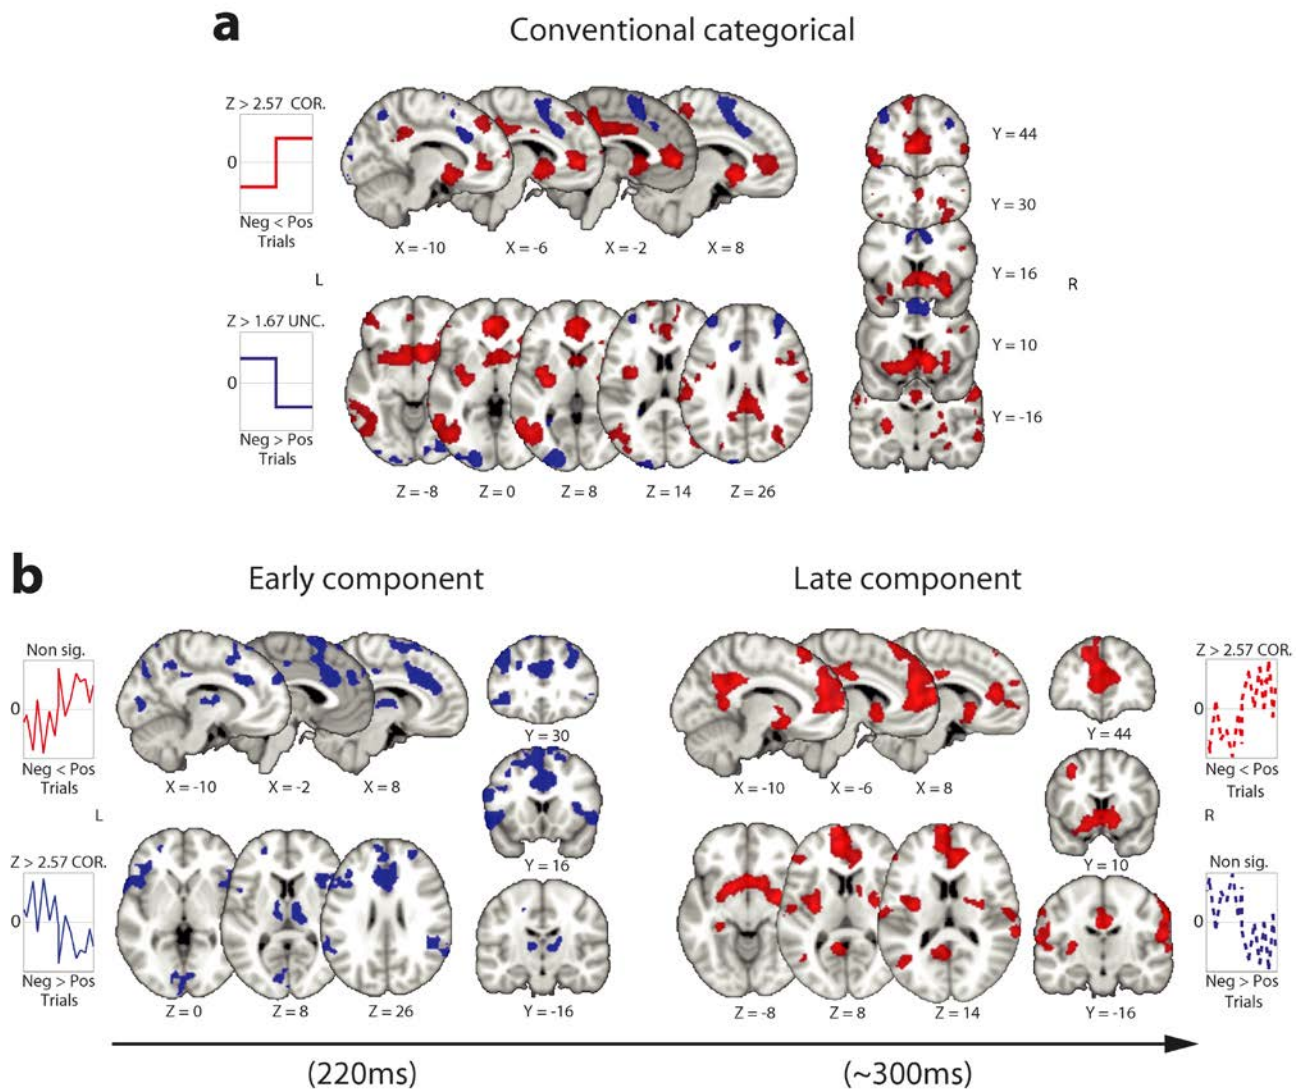 a
Conventional categorical
Z > 2.57 COR.
0
Neg < Pos
Trials
X = -10
X = -6
X = -2
X = 8
Y = 44
Y = 30
Y = 16
Y = 10
Y = -16
L
R
Z > 1.67 UNC.
0
Neg > Pos
Trials
Z = -8
Z = 0
Z = 8
Z = 14
Z = 26
b
Early component
Late component
Non sig.
0
Neg < Pos
Trials
X = -10
X = -2
X = 8
Y = 30
L
Z > 2.57 COR.
0
Neg > Pos
Trials
Y = 16
Z = 0
Z = 8
Z = 26
Y = -16
X = -10
X = -6
X = 8
Y = 44
Z > 2.57 COR.
0
Neg < Pos
Trials
R
Y = 10
Non sig.
0
Neg > Pos
Trials
Z = -8
Z = 8
Z = 14
Y = -16
(220ms)
(~300ms)